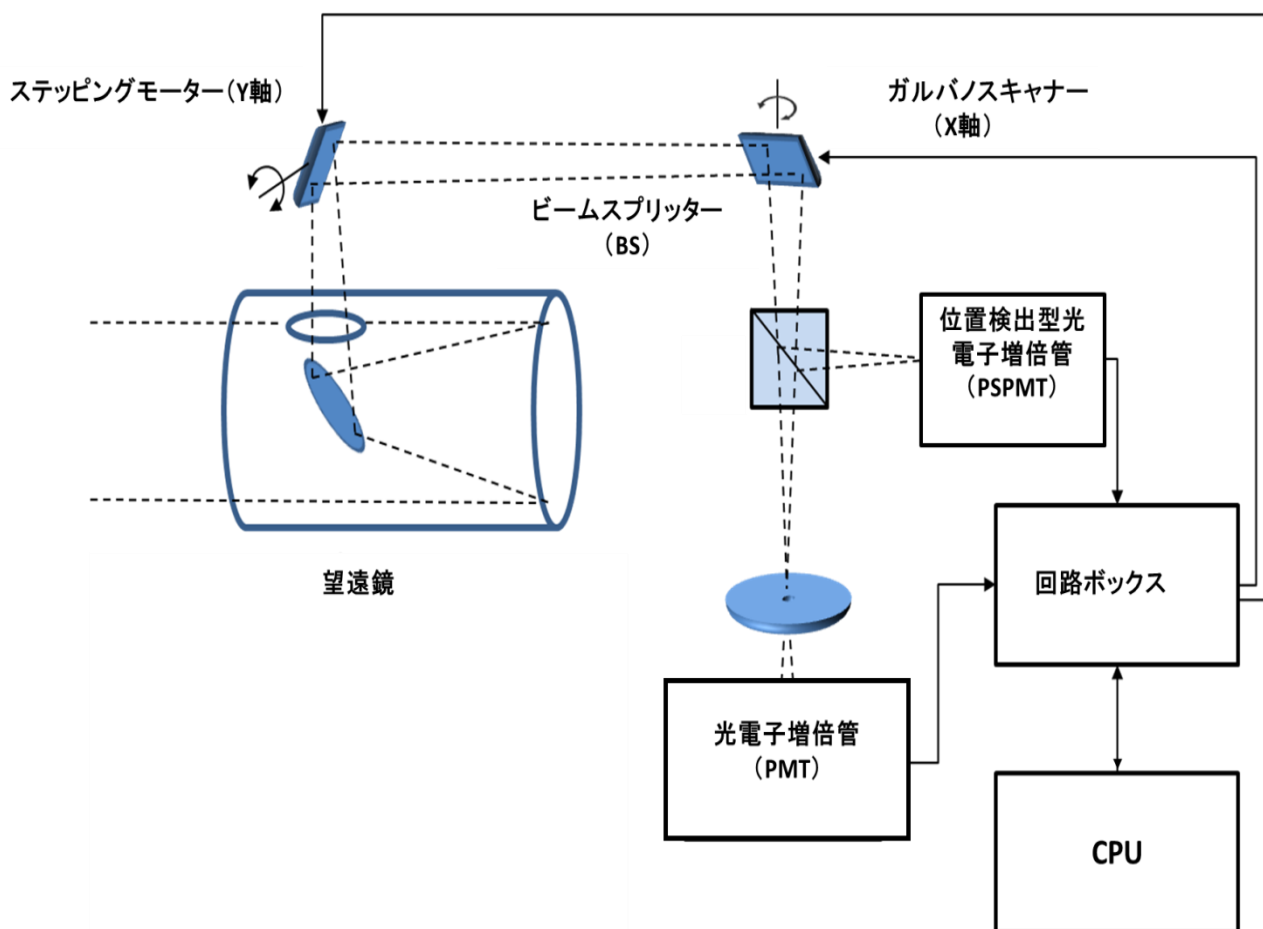 ステッピングモーター(Y軸)
ガルバノスキャナー
(X軸)
ビームスプリッター
(BS)
位置検出型光
電子増倍管
(PSPMT)
望遠鏡
回路ボックス
光電子増倍管
(PMT)
CPU